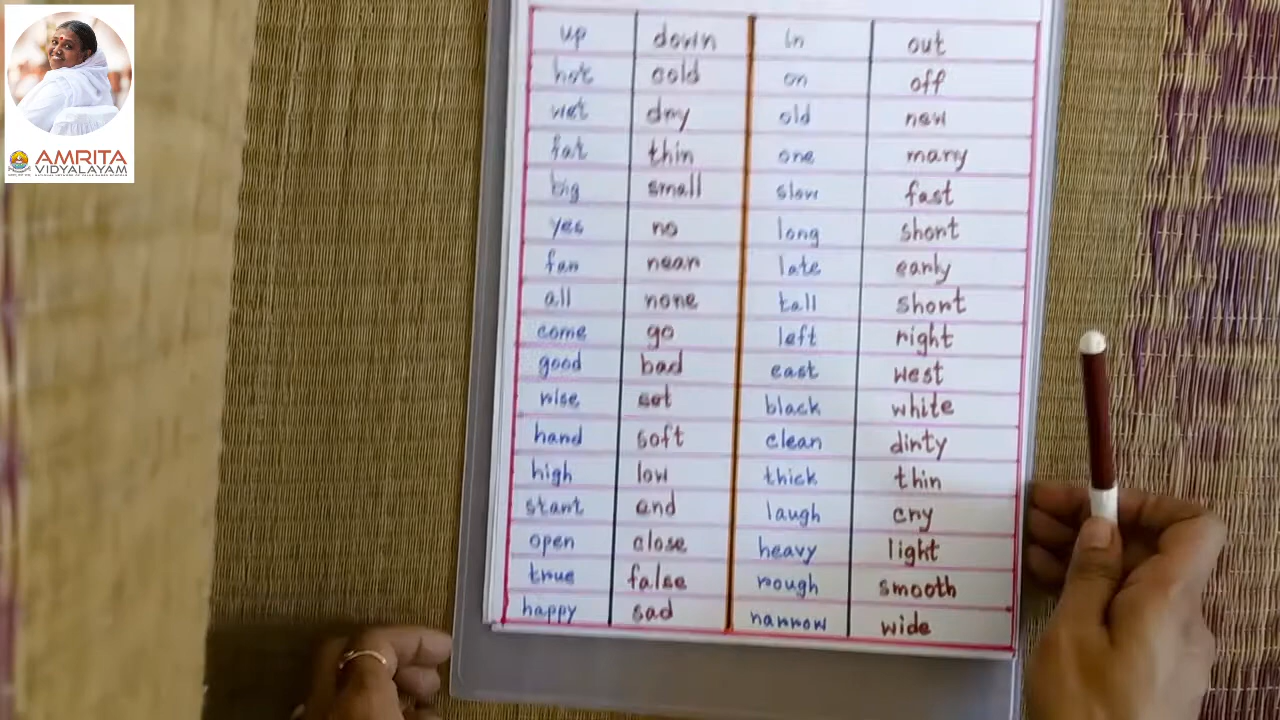 AMRITA
VIDYALAYAM
up down in out
hot cold on off
wet dry old new
fat thin one many
big small slow fast
yes no long short
far near late early
all none tall short
come go left right
good bad east west
rise set black white
hard soft clean dirty
high low thick thin
start end laugh cry
open close heavy light
true false rough smooth
happy sad narrow wide